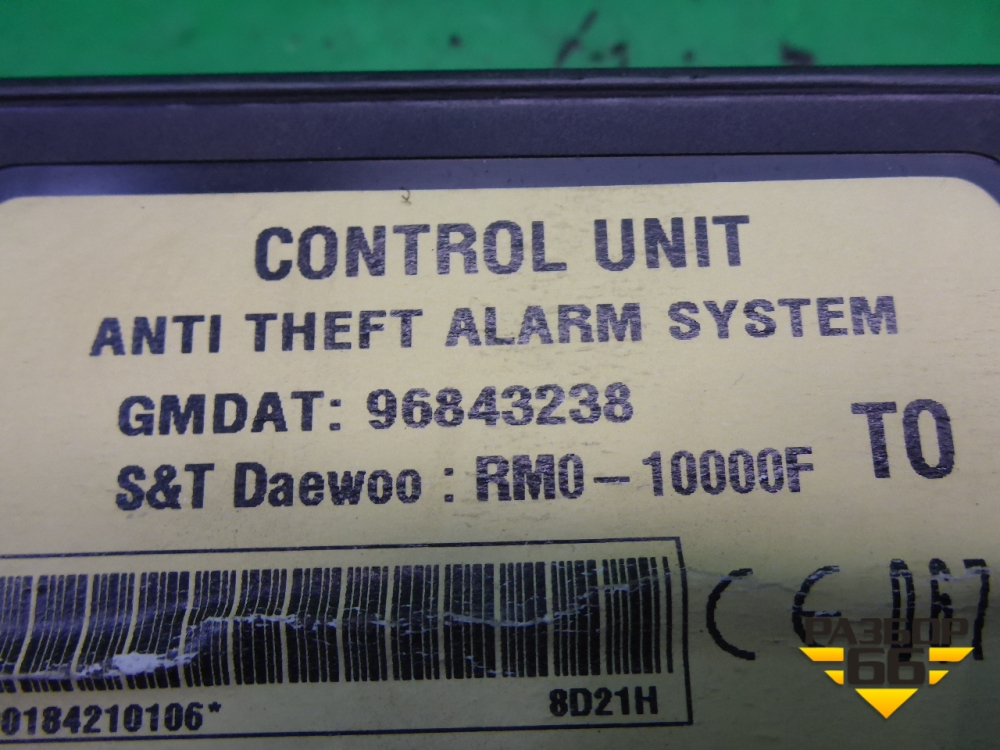 CONTROL UNIT
ANTI THEFT ALARM SYSTEM
GMDAT: 96843238
S&T Daewoo : RM0-10000F
TO
0184210106*
8D21H
РАЗБОР
66